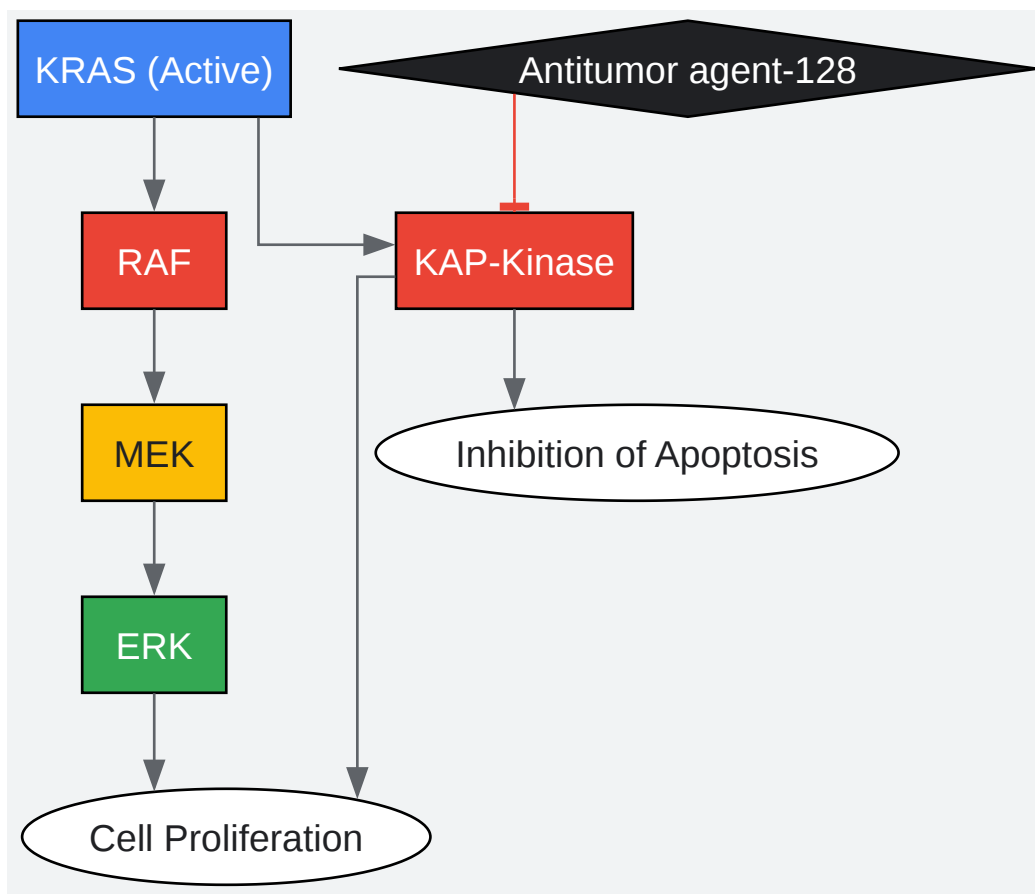 KRAS (Active)
Antitumor agent-128
RAF
KAP-Kinase
MEK
Inhibition of Apoptosis
ERK
Cell Proliferation